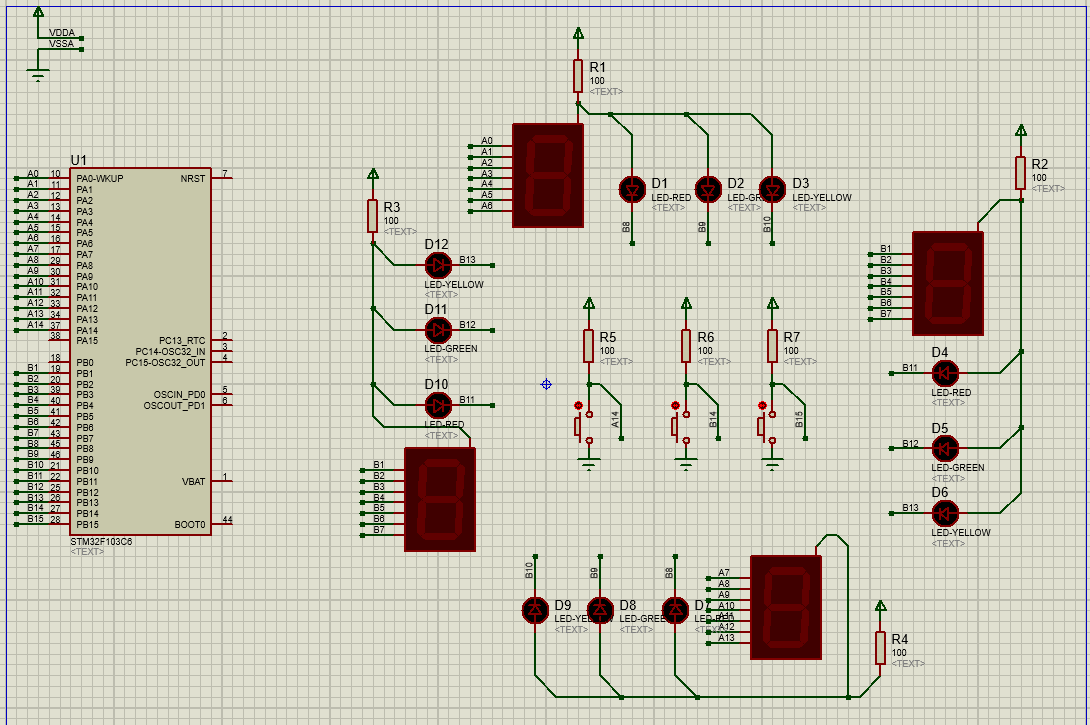 VDDA
VSSA
U1
A0 10 PA0-WKUP NRST 7
A1 11 PA1
A2 12 PA2
A3 13 PA3
A4 14 PA4
A5 15 PA5
A6 16 PA6
A7 17 PA7
A8 29 PA8
A9 30 PA9
A10 31 PA10
A11 32 PA11
A12 33 PA12
A13 34 PA13
A14 37 PA14
38 PA15
PC13_RTC 2
PC14-OSC32_IN 3
PC15-OSC32_OUT 4
18 PB0
B1 19 PB1
B2 20 PB2
B3 39 PB3
B4 40 PB4
B5 41 PB5
B6 42 PB6
B7 43 PB7
B8 45 PB8
B9 46 PB9
B10 21 PB10
B11 22 PB11
B12 25 PB12
B13 26 PB13
B14 27 PB14
B15 28 PB15
OSCIN_PD0 5
OSCOUT_PD1 6
VBAT 1
BOOT0 44
STM32F103C6
<TEXT>
R1
100
<TEXT>
A0
A1
A2
A3
A4
A5
A6
D1
LED-RED
<TEXT>
B8
D2
LED-GR
<TEXT>
B9
D3
LED-YELLOW
<TEXT>
B10
R2
100
<TEXT>
B1
B2
B3
B4
B5
B6
B7
B11
D4
LED-RED
<TEXT>
B12
D5
LED-GREEN
<TEXT>
B13
D6
LED-YELLOW
<TEXT>
R3
100
<TEXT>
D12
B13
LED-YELLOW
<TEXT>
D11
B12
LED-GREEN
<TEXT>
D10
B11
LED-RED
<TEXT>
B1
B2
B3
B4
B5
B6
B7
R5
100
<TEXT>
A14
R6
100
<TEXT>
B14
R7
100
<TEXT>
B15
B10
D9
<TEXT>
B9
D8
LED-GREE
<TEXT>
B8
D7
A7
A8
A9
A10
A11
A12
A13
R4
100
<TEXT>